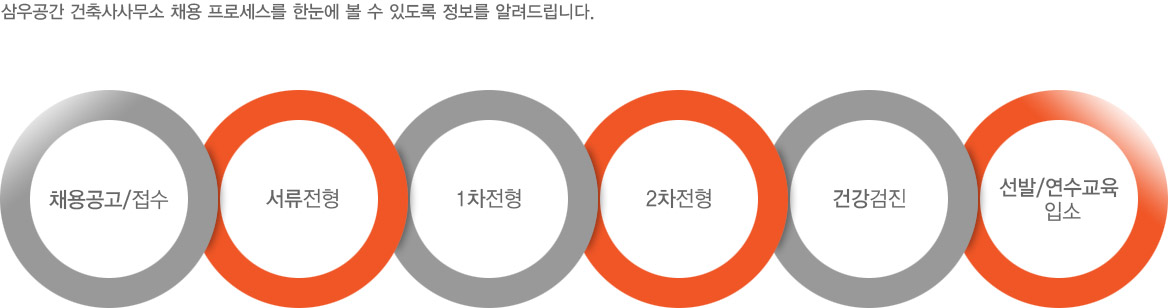 삼우공간 건축사사무소 채용 프로세스를 한눈에 볼 수 있도록 정보를 알려드립니다.
채용공고/접수
서류전형
1차전형
2차전형
건강검진
선발/연수교육
입소